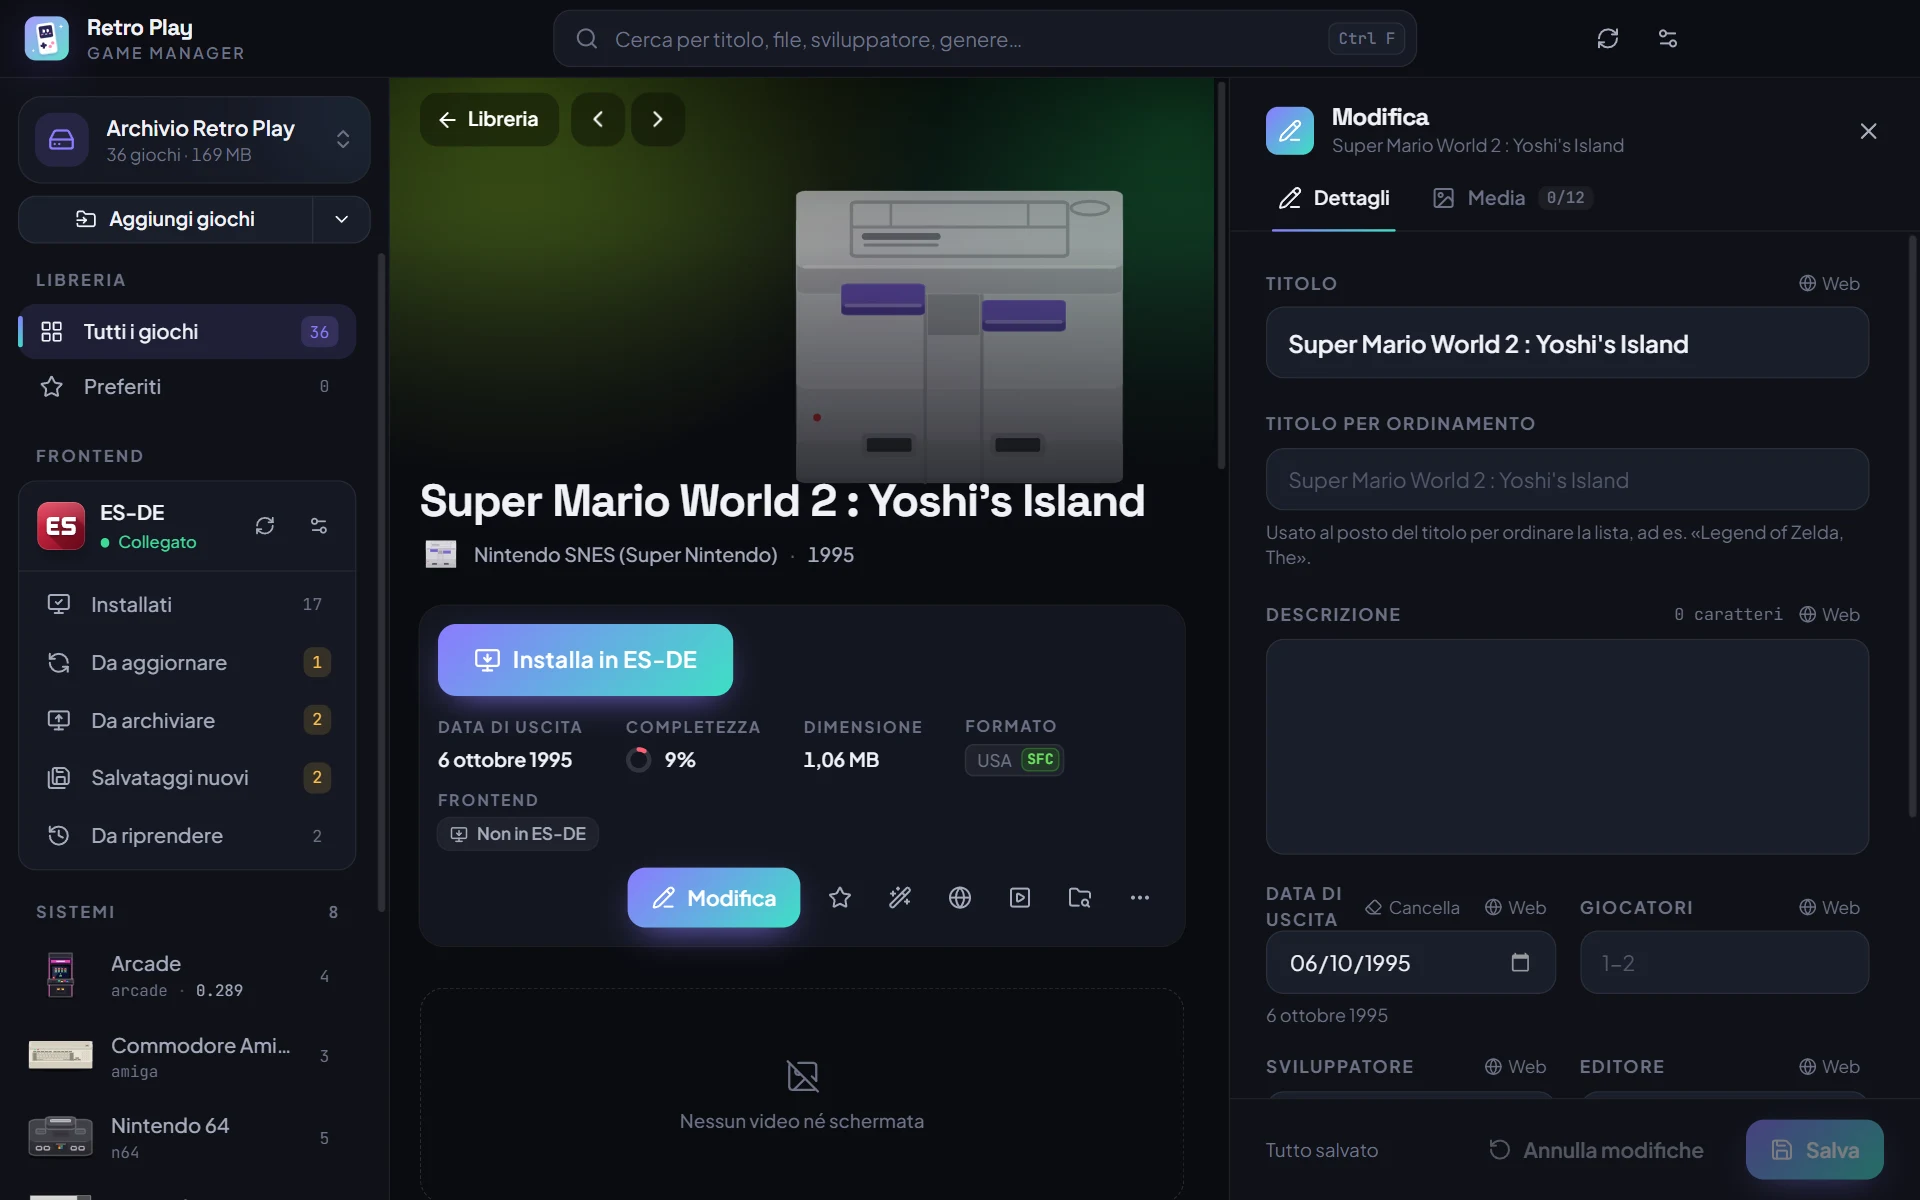 Retro Play
GAME MANAGER
Cerca per titolo, file, sviluppatore, genere...
Ctrl F
Archivio Retro Play
36 giochi · 169 MB
Aggiungi giochi
LIBRERIA
Tutti i giochi 36
Preferiti 0
FRONTEND
ES
ES-DE
Collegato
Installati 17
Da aggiornare 1
Da archiviare 2
Salvataggi nuovi 2
Da riprendere 2
SISTEMI 8
Arcade 4
arcade · 0.289
Commodore Ami... 3
amiga
Nintendo 64 5
n64
Libreria
Super Mario World 2 : Yoshi's Island
Nintendo SNES (Super Nintendo) · 1995
Installa in ES-DE
DATA DI USCITA COMPLETEZZA DIMENSIONE FORMATO
6 ottobre 1995 9% 1,06 MB USA SFC
FRONTEND
Non in ES-DE
Modifica
Nessun video né schermata
Modifica
Super Mario World 2 : Yoshi's Island
Dettagli Media 0/12
TITOLO Web
Super Mario World 2 : Yoshi's Island
TITOLO PER ORDINAMENTO
Super Mario World 2 : Yoshi's Island
Usato al posto del titolo per ordinare la lista, ad es. «Legend of Zelda,
The».
DESCRIZIONE 0 caratteri Web
DATA DI
USCITA Cancella Web GIOCATORI Web
06/10/1995 1-2
6 ottobre 1995
SVILUPPATORE Web EDITORE Web
Tutto salvato Annulla modifiche Salva